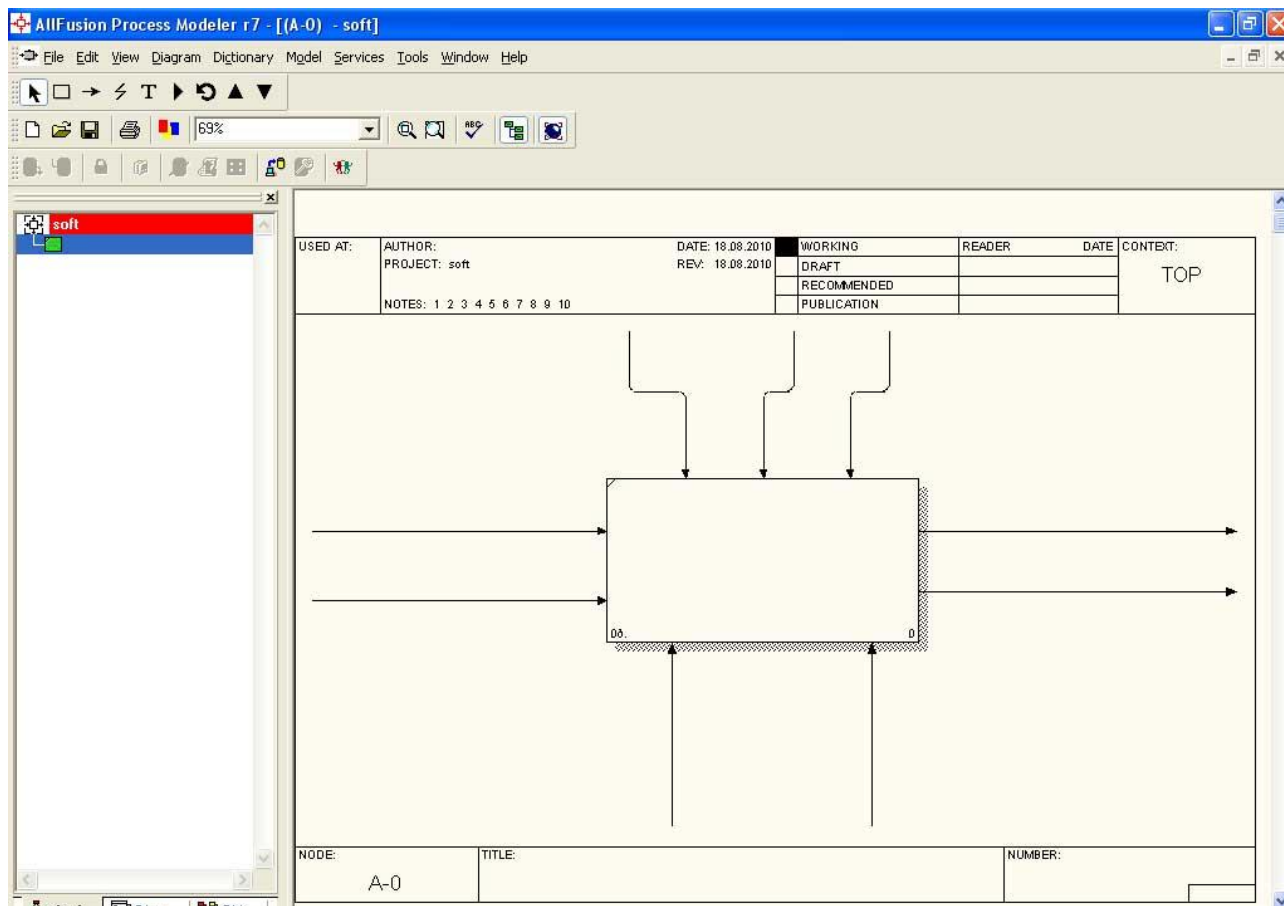 AllFusion Process Modeler r7 - [(A-0) - soft]
File Edit View Diagram Dictionary Model Services Tools Window Help
69%
soft
USED AT:
AUTHOR:
DATE: 18.08.2010
PROJECT: soft
REV: 18.08.2010
NOTES: 1 2 3 4 5 6 7 8 9 10
WORKING
DRAFT
RECOMMENDED
PUBLICATION
READER
DATE
CONTEXT:
TOP
0ð.
0
NODE:
A-0
TITLE:
NUMBER: